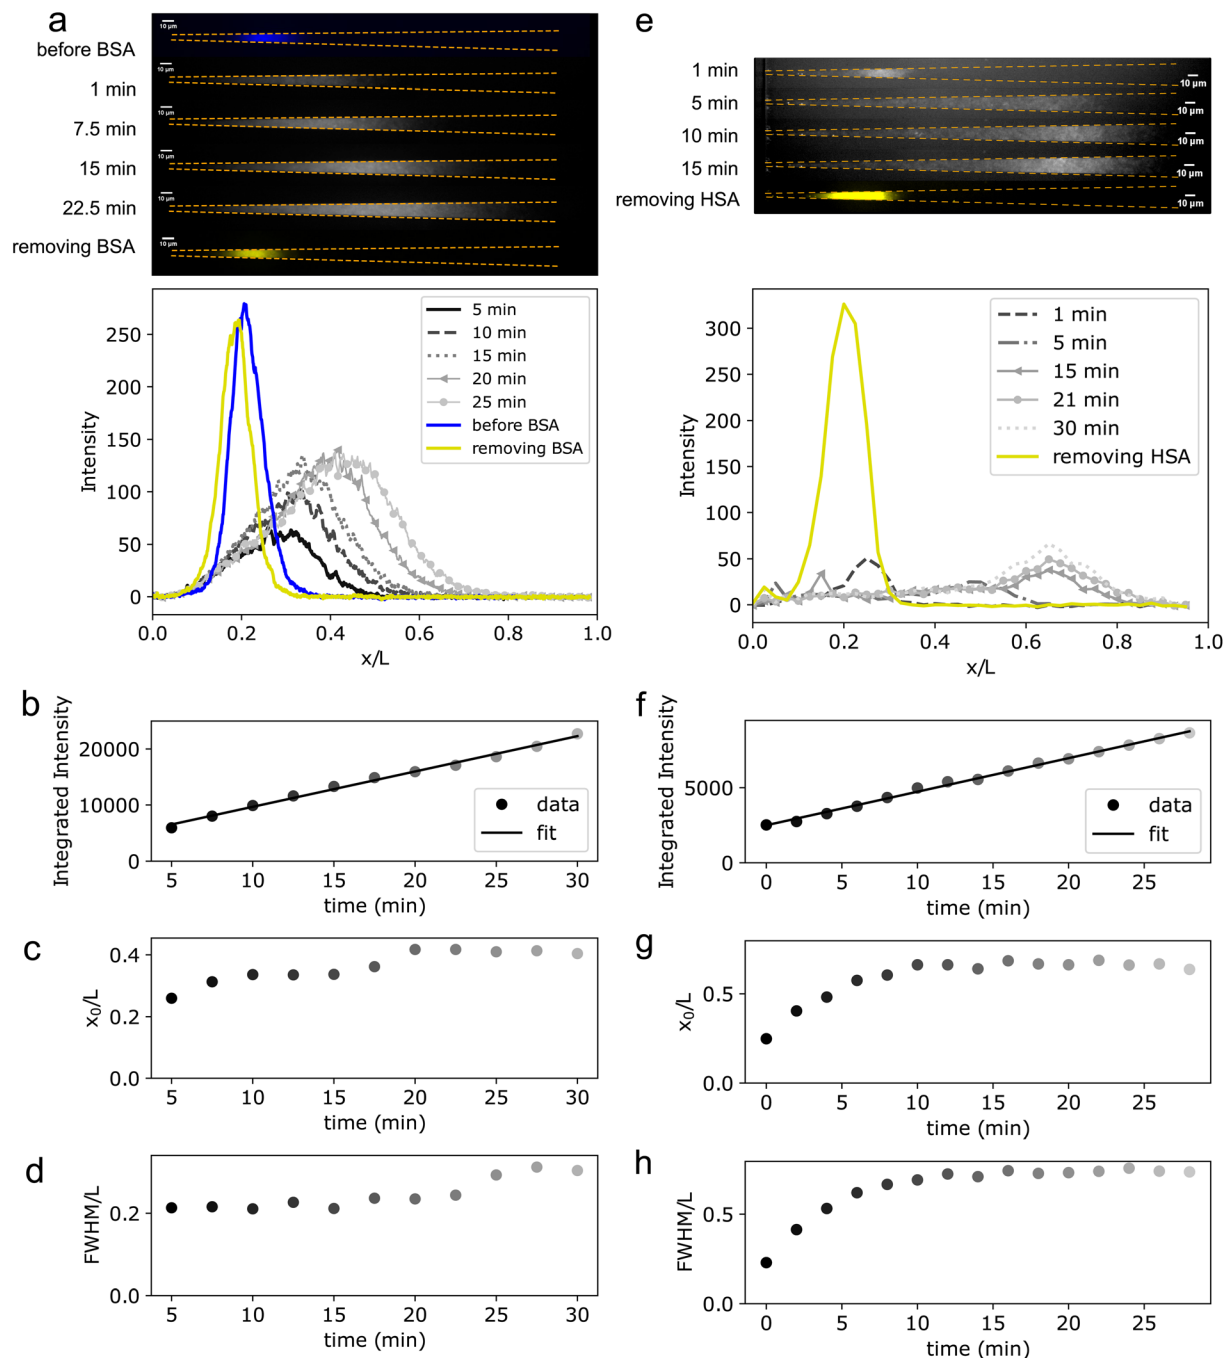 a
before BSA
1 min
7.5 min
15 min
22.5 min
removing BSA
10 μm
10 μm
10 μm
10 μm
10 μm
10 μm
Intensity
250
200
150
100
50
0
5 min
10 min
15 min
20 min
25 min
before BSA
removing BSA
0.0 0.2 0.4 0.6 0.8 1.0
x/L
b
Integrated Intensity
20000
10000
0
data
fit
5 10 15 20 25 30
time (min)
c
x₀/L
0.4
0.2
0.0
5 10 15 20 25 30
time (min)
d
FWHM/L
0.2
0.0
5 10 15 20 25 30
time (min)
e
1 min
5 min
10 min
15 min
removing HSA
10 μm
10 μm
10 μm
10 μm
10 μm
Intensity
300
250
200
150
100
50
0
1 min
5 min
15 min
21 min
30 min
removing HSA
0.0 0.2 0.4 0.6 0.8 1.0
x/L
f
Integrated Intensity
5000
0
data
fit
0 5 10 15 20 25
time (min)
g
x₀/L
0.5
0.0
0 5 10 15 20 25
time (min)
h
FWHM/L
0.5
0.0
0 5 10 15 20 25
time (min)